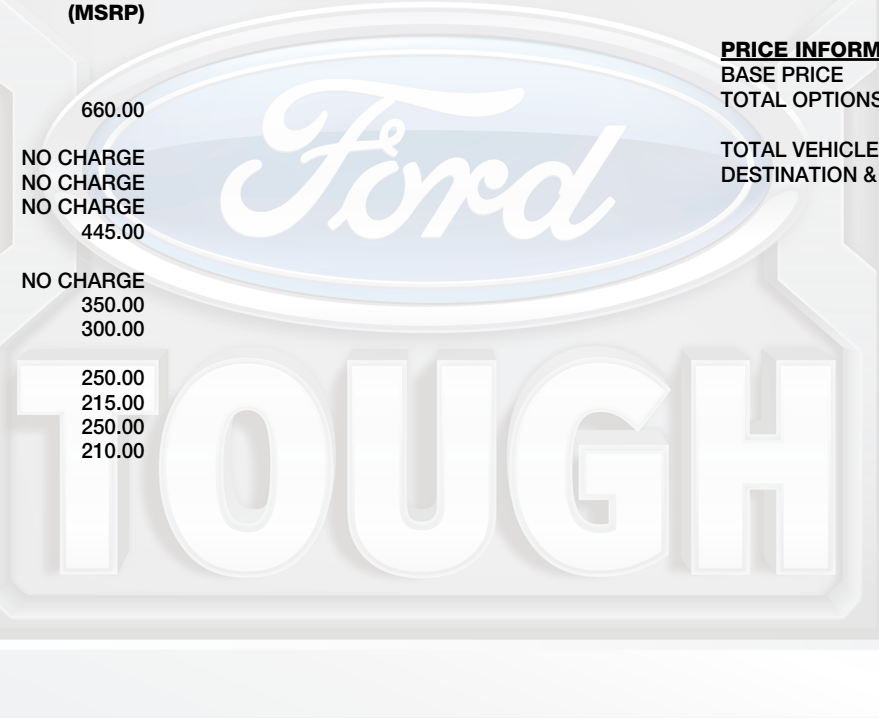 (MSRP)
660.00
NO CHARGE
NO CHARGE
NO CHARGE
445.00
NO CHARGE
350.00
300.00
250.00
215.00
250.00
210.00
PRICE INFORM
BASE PRICE
TOTAL OPTIONS
TOTAL VEHICLE
DESTINATION &
Ford
TOUGH